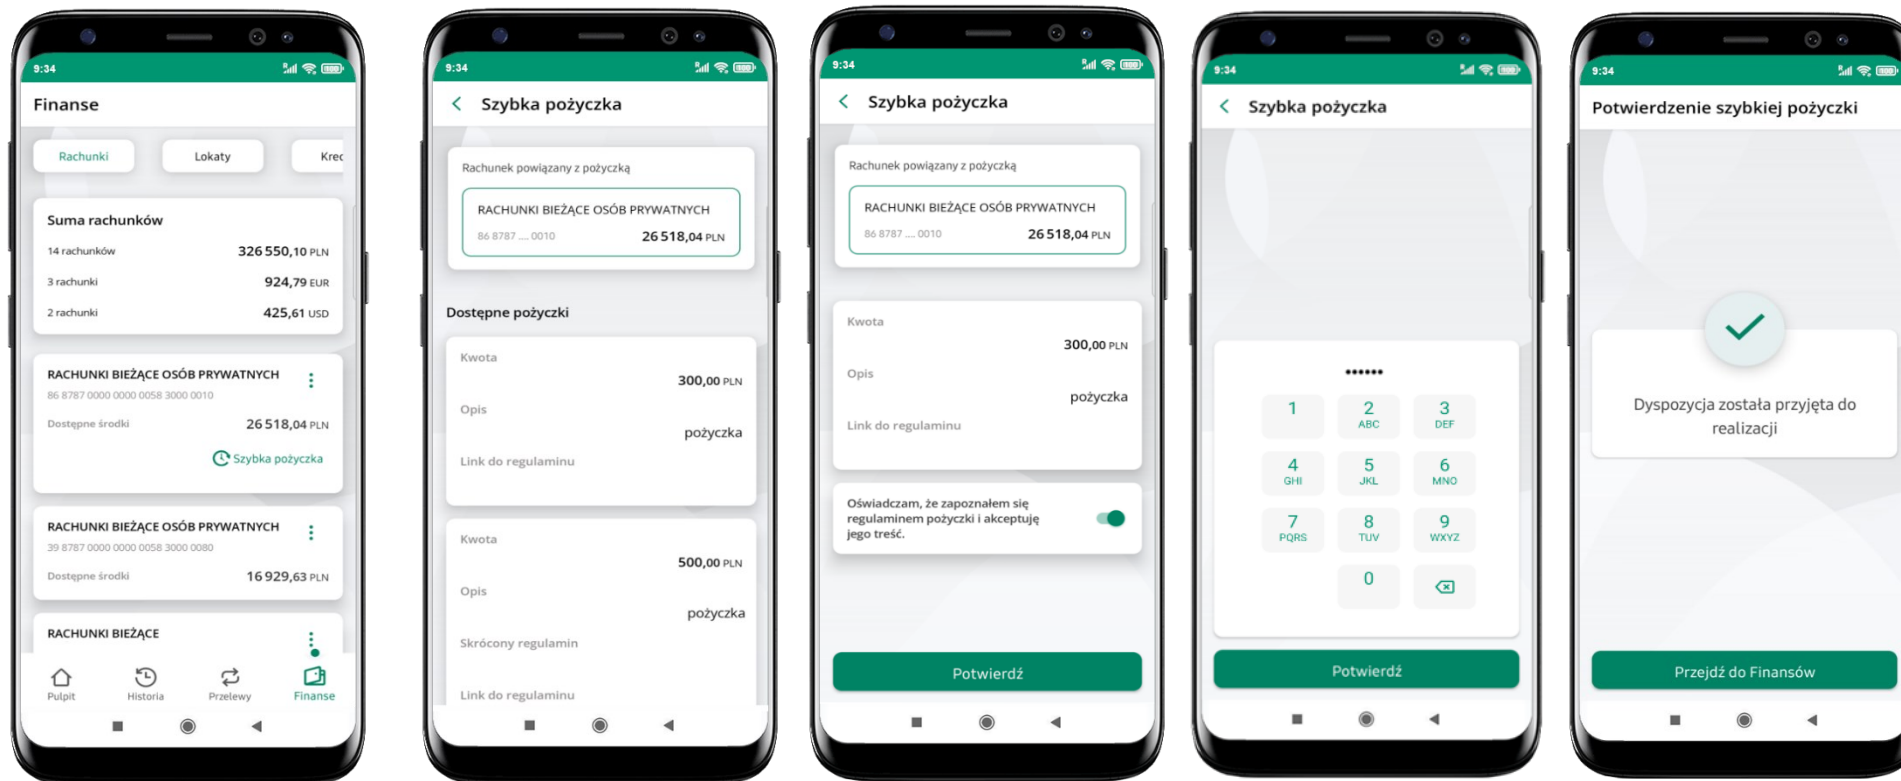 9:34
Finanse
Rachunki
Lokaty
Kred
Suma rachunków
14 rachunków 326 550,10 PLN
3 rachunki 924,79 EUR
2 rachunki 425,61 USD
RACHUNKI BIEŻĄCE OSÓB PRYWATNYCH
86 8787 0000 0000 0058 3000 0010
Dostępne środki 26 518,04 PLN
Szybka pożyczka
RACHUNKI BIEŻĄCE OSÓB PRYWATNYCH
39 8787 0000 0000 0058 3000 0080
Dostępne środki 16 929,63 PLN
RACHUNKI BIEŻĄCE
Pulpit
Historia
Przelewy
Finanse
9:34
Szybka pożyczka
Rachunek powiązany z pożyczką
RACHUNKI BIEŻĄCE OSÓB PRYWATNYCH
86 8787 .... 0010 26 518,04 PLN
Dostępne pożyczki
Kwota
300,00 PLN
Opis
pożyczka
Link do regulaminu
Kwota
500,00 PLN
Opis
pożyczka
Skrócony regulamin
Link do regulaminu
9:34
Szybka pożyczka
Rachunek powiązany z pożyczką
RACHUNKI BIEŻĄCE OSÓB PRYWATNYCH
86 8787 .... 0010 26 518,04 PLN
Kwota
300,00 PLN
Opis
pożyczka
Link do regulaminu
Oświadczam, że zapoznałem się
regulaminem pożyczki i akceptuję
jego treść.
Potwierdź
9:34
Szybka pożyczka
••••••
1 2 3
ABC DEF
4 5 6
GHI JKL MNO
7 8 9
PQRS TUV WXYZ
0
Potwierdź
9:34
Potwierdzenie szybkiej pożyczki
Dyspozycja została przyjęta do
realizacji
Przejdź do Finansów